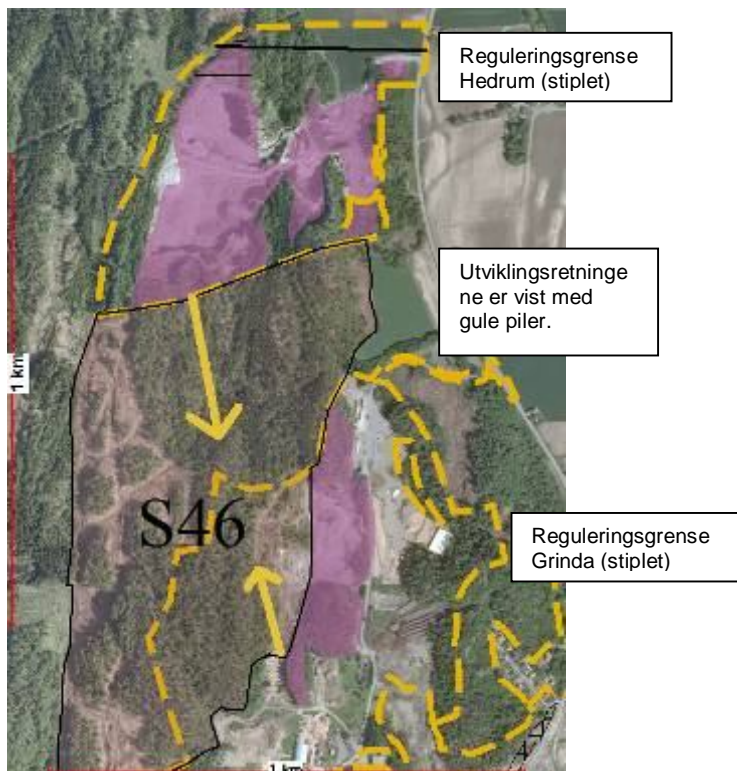 Reguleringsgrense
Hedrum (stiplet)
Utviklingsretninge
ne er vist med
gule piler.
1 km
S46
Reguleringsgrense
Grinda (stiplet)
1 km